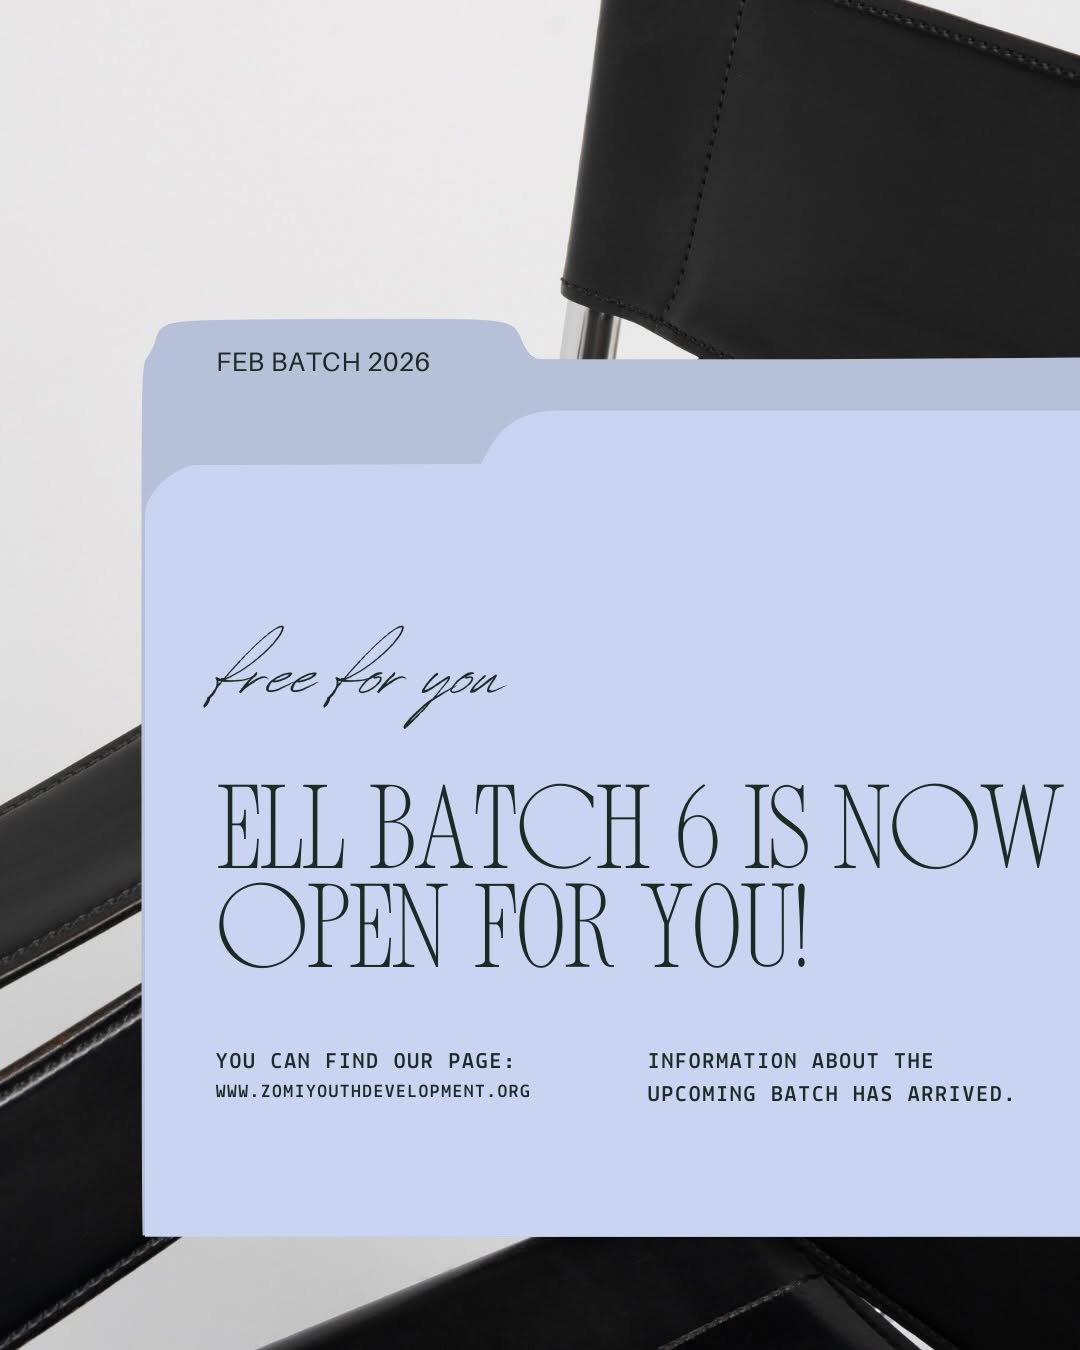 FEB BATCH 2026
free for you
ELL BATCH 6 IS NOW
OPEN FOR YOU!
YOU CAN FIND OUR PAGE:
WWW.ZOMIYOUTHDEVELOPMENT.ORG
INFORMATION ABOUT THE
UPCOMING BATCH HAS ARRIVED.